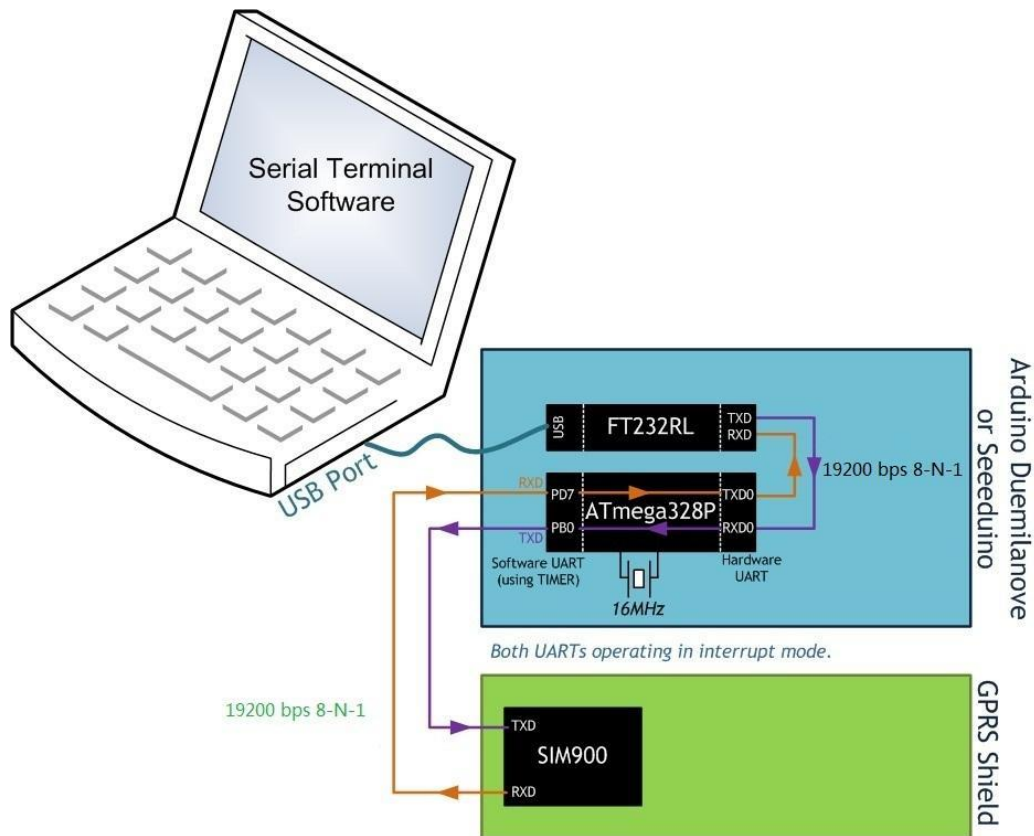 Serial Terminal
Software
USB Port
USB
FT232RL
TXD
RXD
19200 bps 8-N-1
RXD
PD7
ATmega328P
TXD0
PB0
RXD0
TXD
Software UART
(using TIMER)
Hardware
UART
16MHz
Arduino Duemilanove
or Seeeduino
Both UARTs operating in interrupt mode.
19200 bps 8-N-1
TXD
SIM900
RXD
GPRS Shield